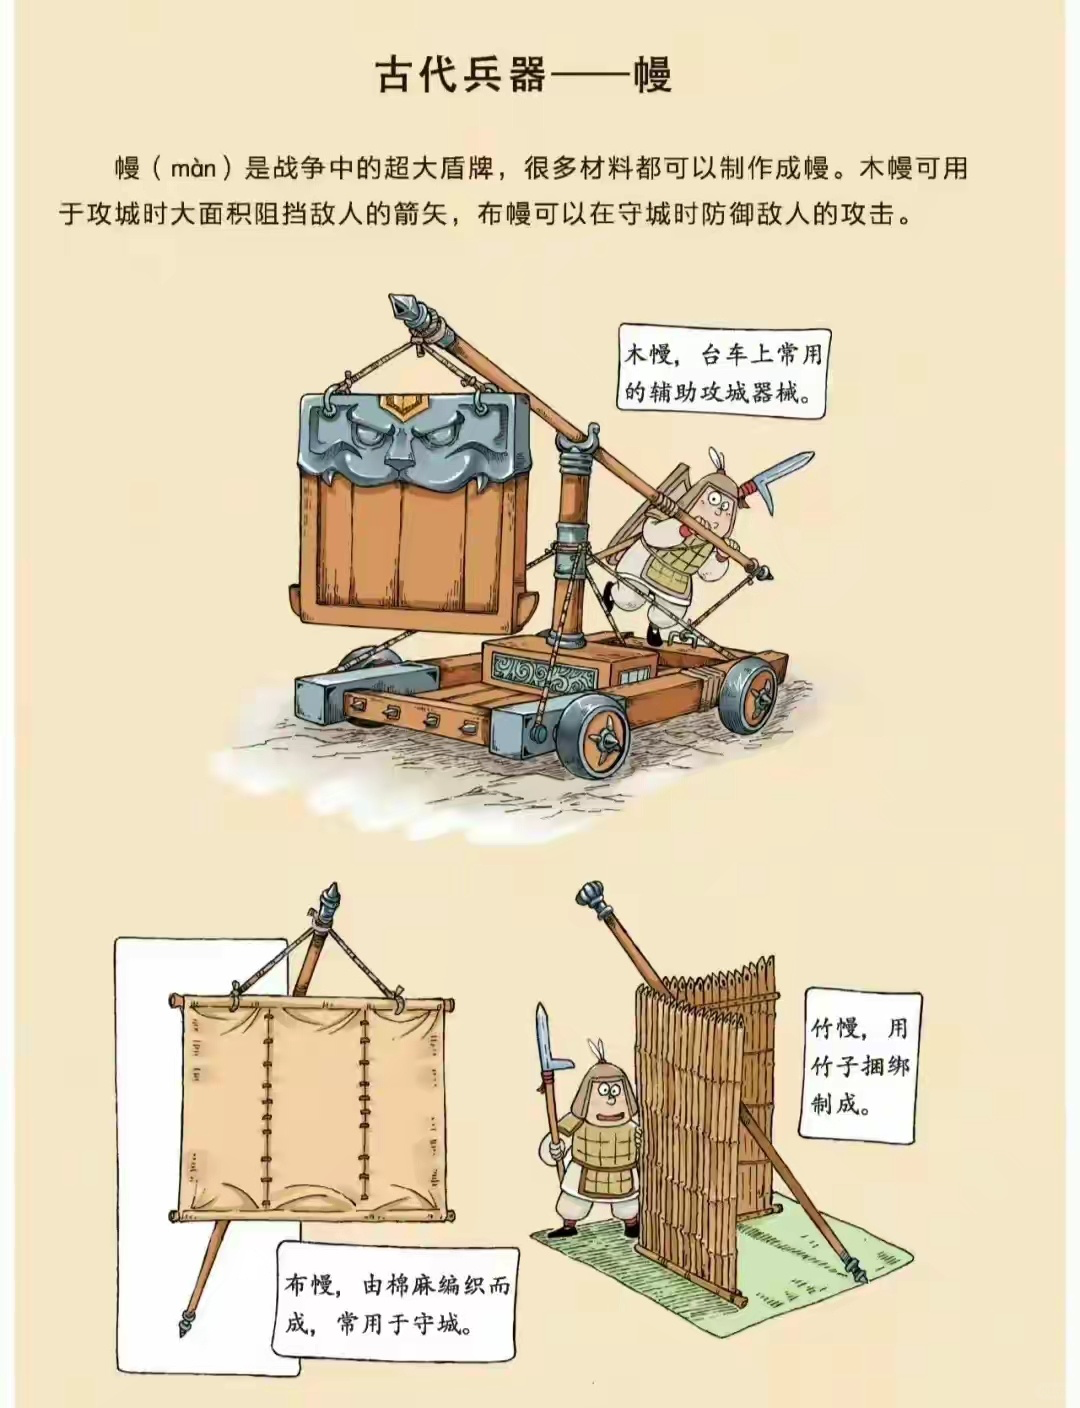 古代兵器——幔
幔（màn）是战争中的超大盾牌，很多材料都可以制作成幔。木幔可用
于攻城时大面积阻挡敌人的箭矢，布幔可以在守城时防御敌人的攻击。
木幔，台车上常用
的辅助攻城器械。
竹幔，用
竹子捆绑
制成。
布幔，由棉麻编织而
成，常用于守城。